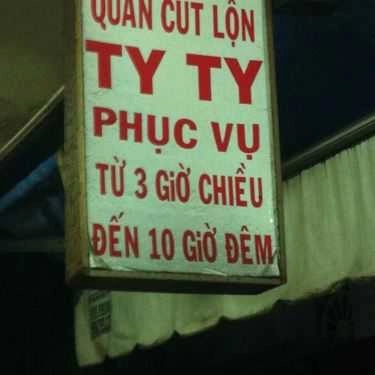 QUÁN CÚT LỘN
TY TY
PHỤC VỤ
TỪ 3 GiỜ CHIỀU
ĐẾN 10 GiỜ ĐÊM